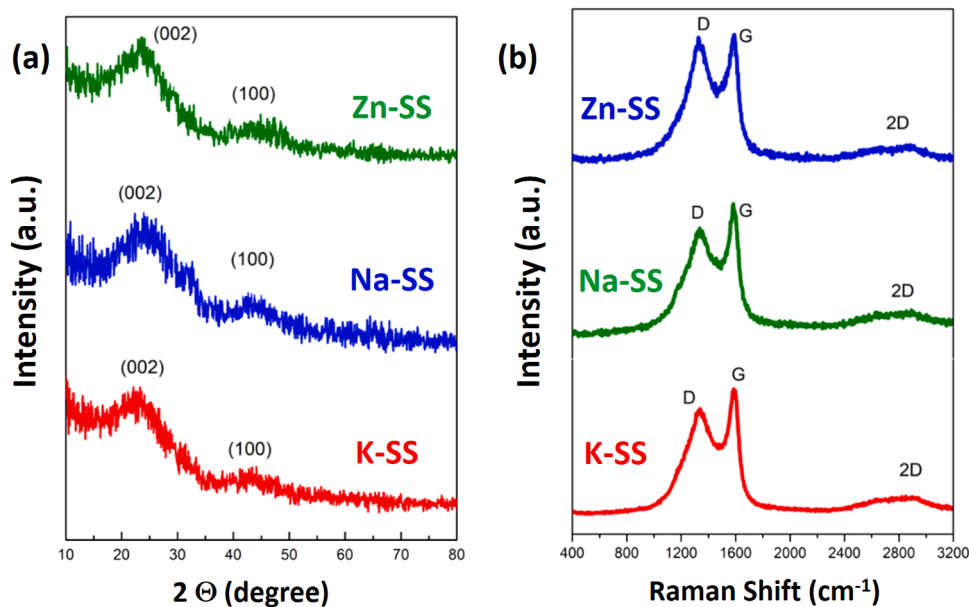 (a)
(002)
(100)
Zn-SS
(002)
(100)
Na-SS
(002)
(100)
K-SS
Intensity (a.u.)
10 20 30 40 50 60 70 80
2 Θ (degree)
(b)
D G
Zn-SS
2D
D G
Na-SS
2D
D G
K-SS
2D
Intensity (a.u.)
400 800 1200 1600 2000 2400 2800 3200
Raman Shift (cm⁻¹)